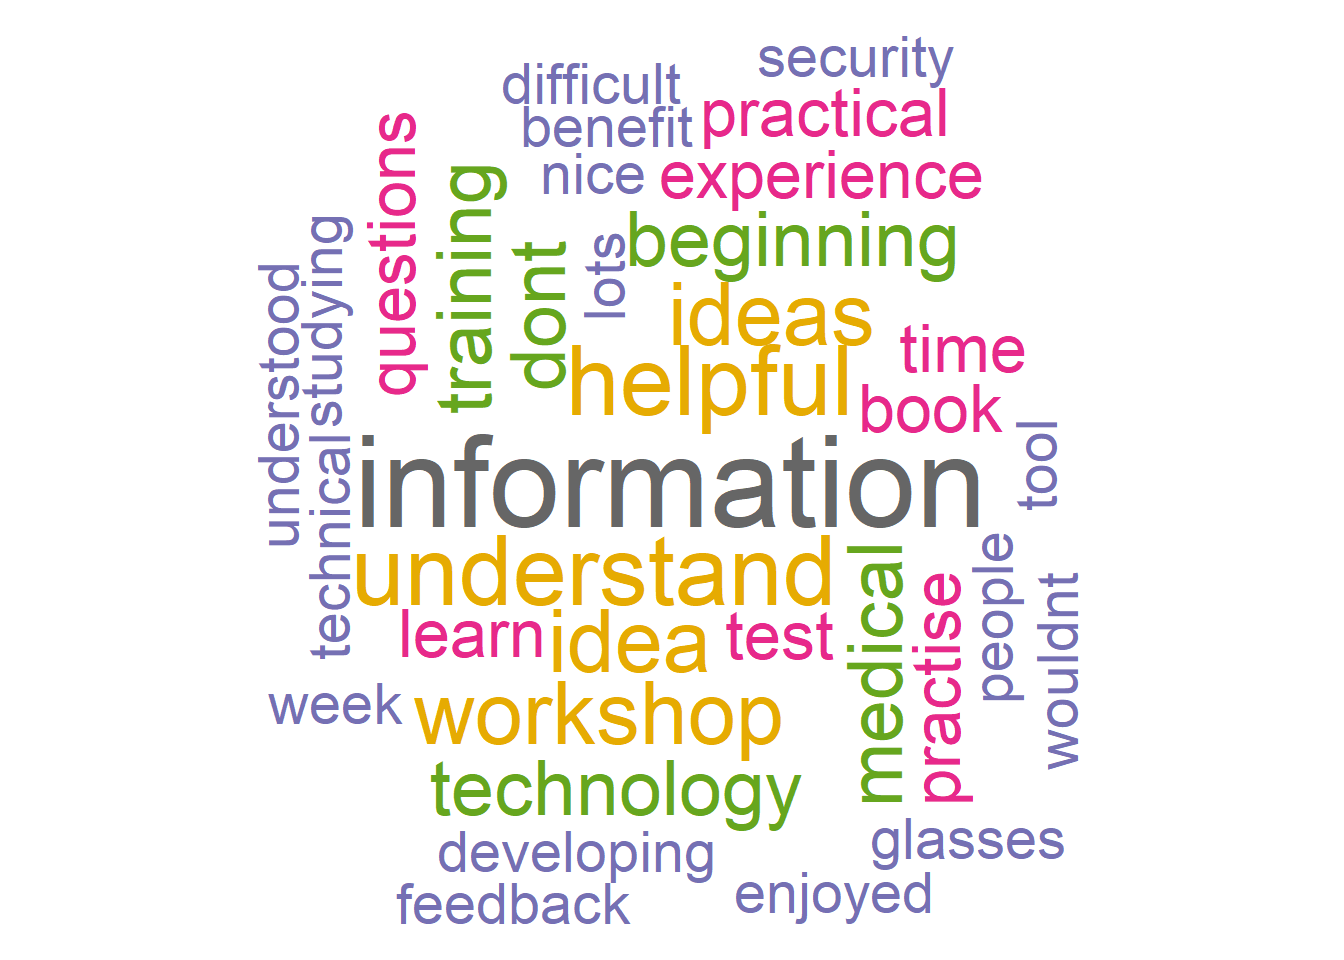 security
difficult
practical
benefit
nice
experience
questions
training
dont
lots
beginning
studying
understood
ideas
time
helpful
book
technical
information
tool
understand
medical
people
practise
wouldnt
learn
idea
test
week
workshop
technology
developing
glasses
feedback
enjoyed